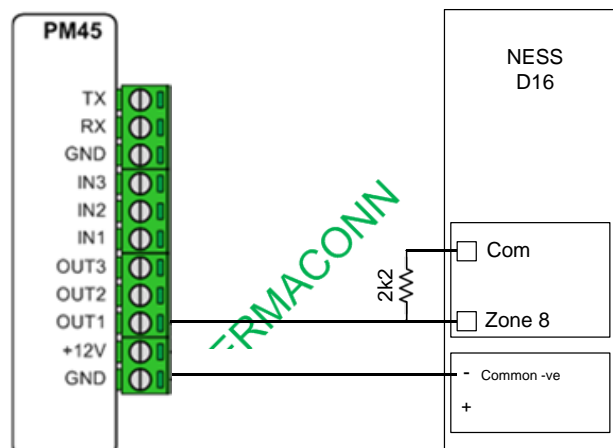 PM45
TX
RX
GND
IN3
IN2
IN1
OUT3
OUT2
OUT1
+12V
GND
ERMACONN
2k2
NESS
D16
Com
Zone 8
- Common -ve
+